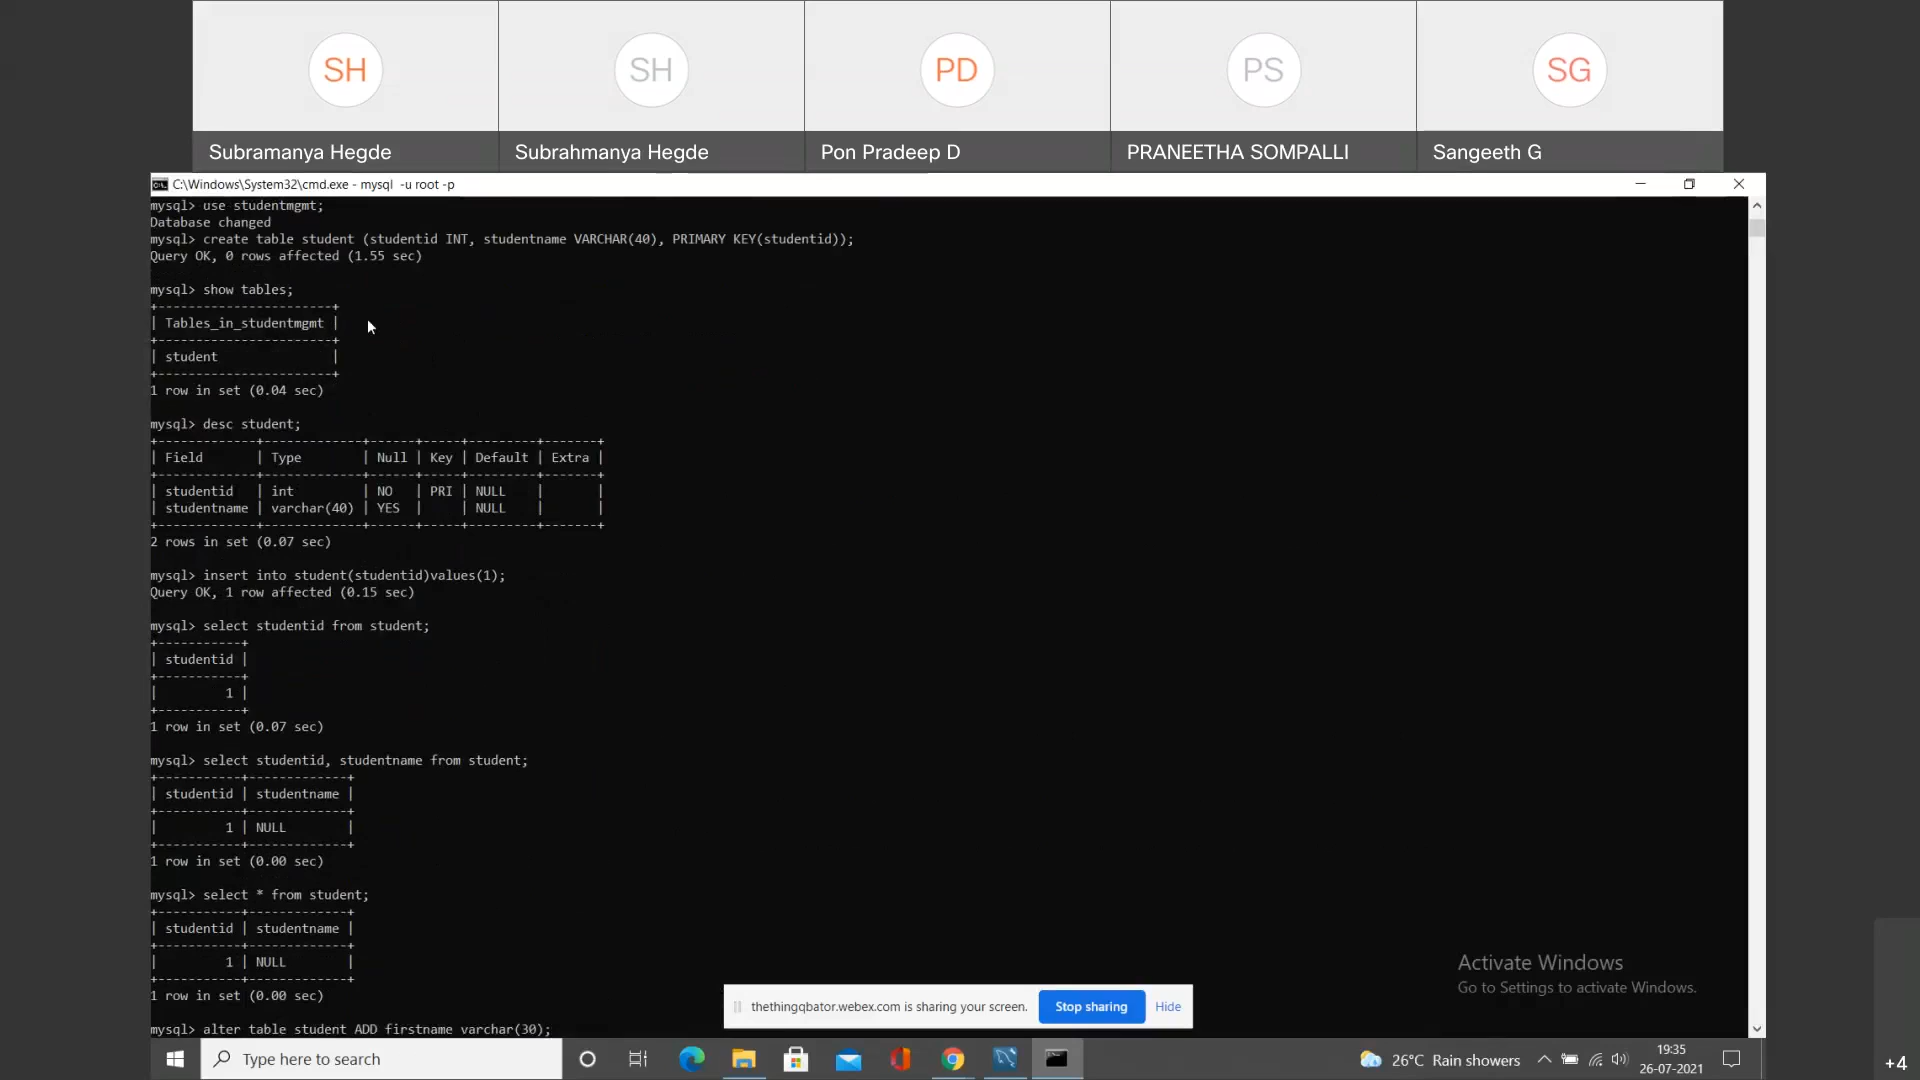 SH SH PD PS SG
Subramanya Hegde Subrahmanya Hegde Pon Pradeep D PRANEETHA SOMPALLI Sangeeth G
C:\Windows\System32\cmd.exe - mysql  -u root -p
mysql> use studentmgmt;
Database changed
mysql> create table student (studentid INT, studentname VARCHAR(40), PRIMARY KEY(studentid));
Query OK, 0 rows affected (1.55 sec)
mysql> show tables;
+-----------------------+
| Tables_in_studentmgmt |
+-----------------------+
| student               |
+-----------------------+
1 row in set (0.04 sec)
mysql> desc student;
+-------------+-------------+------+-----+---------+-------+
| Field       | Type        | Null | Key | Default | Extra |
+-------------+-------------+------+-----+---------+-------+
| studentid   | int         | NO   | PRI | NULL    |       |
| studentname | varchar(40) | YES  |     | NULL    |       |
+-------------+-------------+------+-----+---------+-------+
2 rows in set (0.07 sec)
mysql> insert into student(studentid)values(1);
Query OK, 1 row affected (0.15 sec)
mysql> select studentid from student;
+-----------+
| studentid |
+-----------+
|         1 |
+-----------+
1 row in set (0.07 sec)
mysql> select studentid, studentname from student;
+-----------+-------------+
| studentid | studentname |
+-----------+-------------+
|         1 | NULL        |
+-----------+-------------+
1 row in set (0.00 sec)
mysql> select * from student;
+-----------+-------------+
| studentid | studentname |
+-----------+-------------+
|         1 | NULL        |
+-----------+-------------+
1 row in set (0.00 sec)
mysql> alter table student ADD firstname varchar(30);
Activate Windows
Go to Settings to activate Windows.
thethingqbator.webex.com is sharing your screen. Stop sharing Hide
Type here to search
26°C Rain showers
19:35
26-07-2021
+4